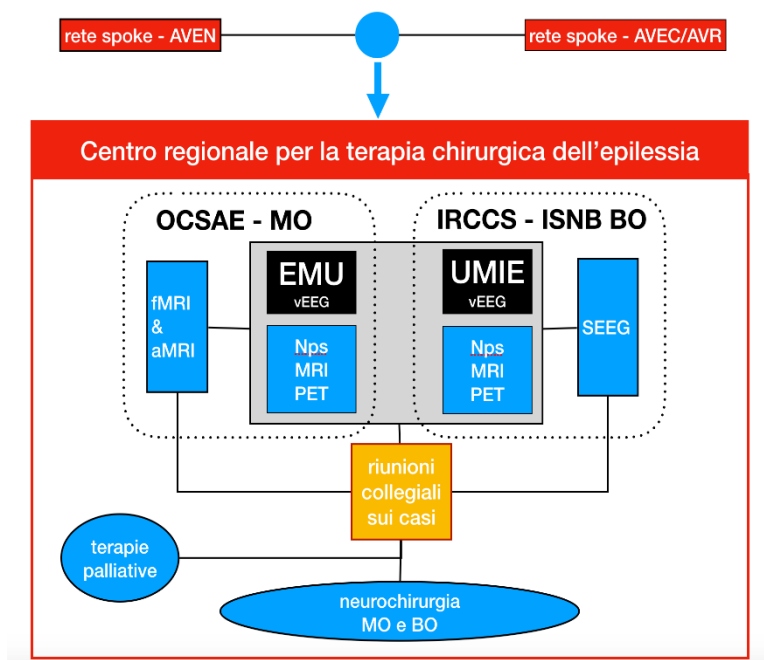 rete spoke - AVEN
rete spoke - AVEC/AVR
Centro regionale per la terapia chirurgica dell'epilessia
OCSAE - MO
IRCCS - ISNB BO
fMRI
&
aMRI
EMU
vEEG
Nps
MRI
PET
UMIE
vEEG
Nps
MRI
PET
SEEG
riunioni
collegiali
sui casi
terapie
palliative
neurochirurgia
MO e BO